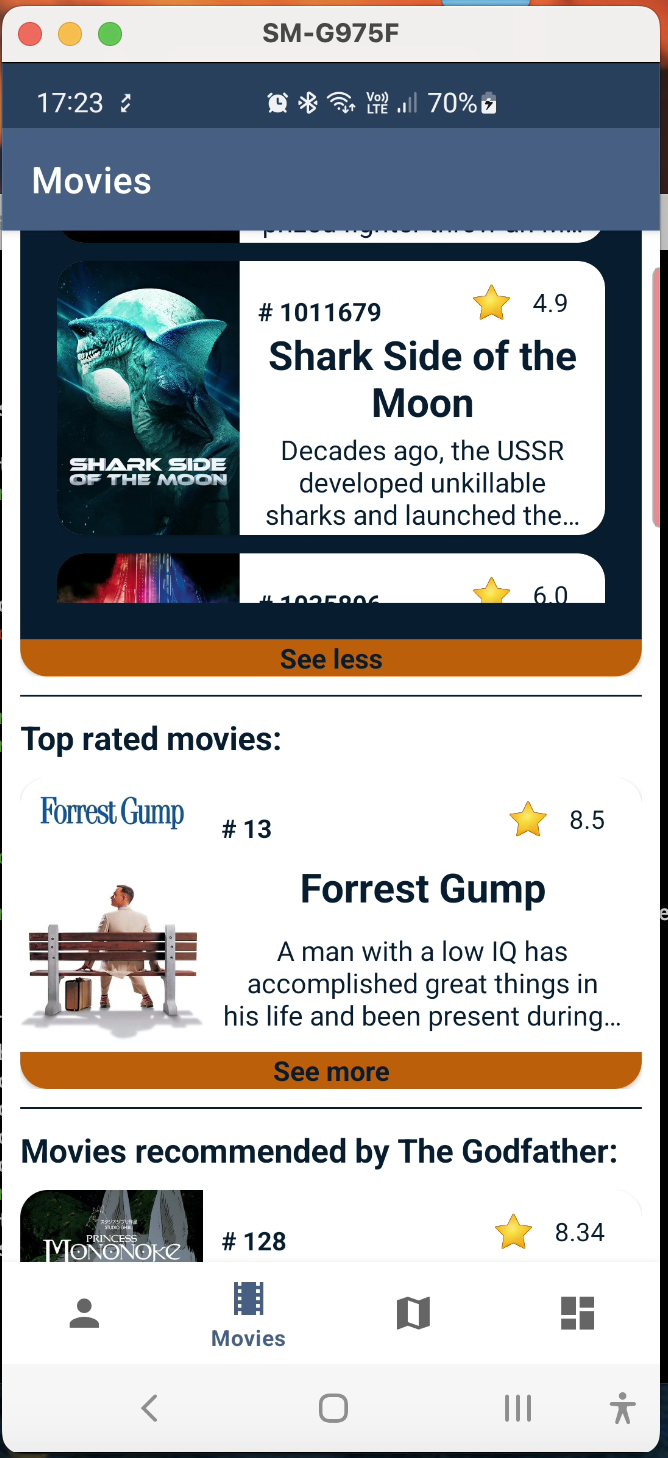 SM-G975F
17:23
Vo))
LTE
70%
Movies
# 1011679
4.9
Shark Side of the
Moon
SHARK SIDE
OF THE MOON
Decades ago, the USSR
developed unkillable
sharks and launched the…
6.0
See less
Top rated movies:
Forrest Gump
# 13
8.5
Forrest Gump
A man with a low IQ has
accomplished great things in
his life and been present during…
See more
Movies recommended by The Godfather:
PRINCESS
MONONOKE
# 128
8.34
Movies